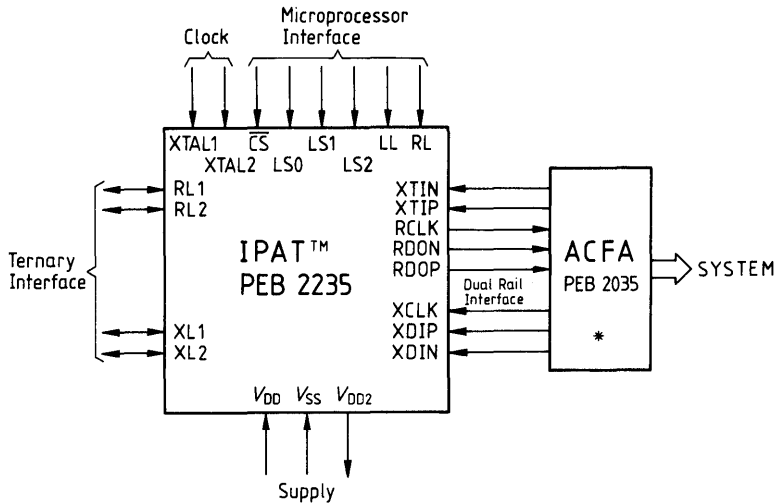 Microprocessor
Clock Interface
XTAL1 CS LS1 LL RL
XTAL2 LS0 LS2
RL1 XTIN
RL2 XTIP
RCLK
IPAT™ RDON ACFA
PEB 2235 RDOP PEB 2035 SYSTEM
Ternary
Interface
Dual Rail
Interface
XCLK
XL1 XDIP *
XL2 XDIN
VDD VSS VDD2
Supply